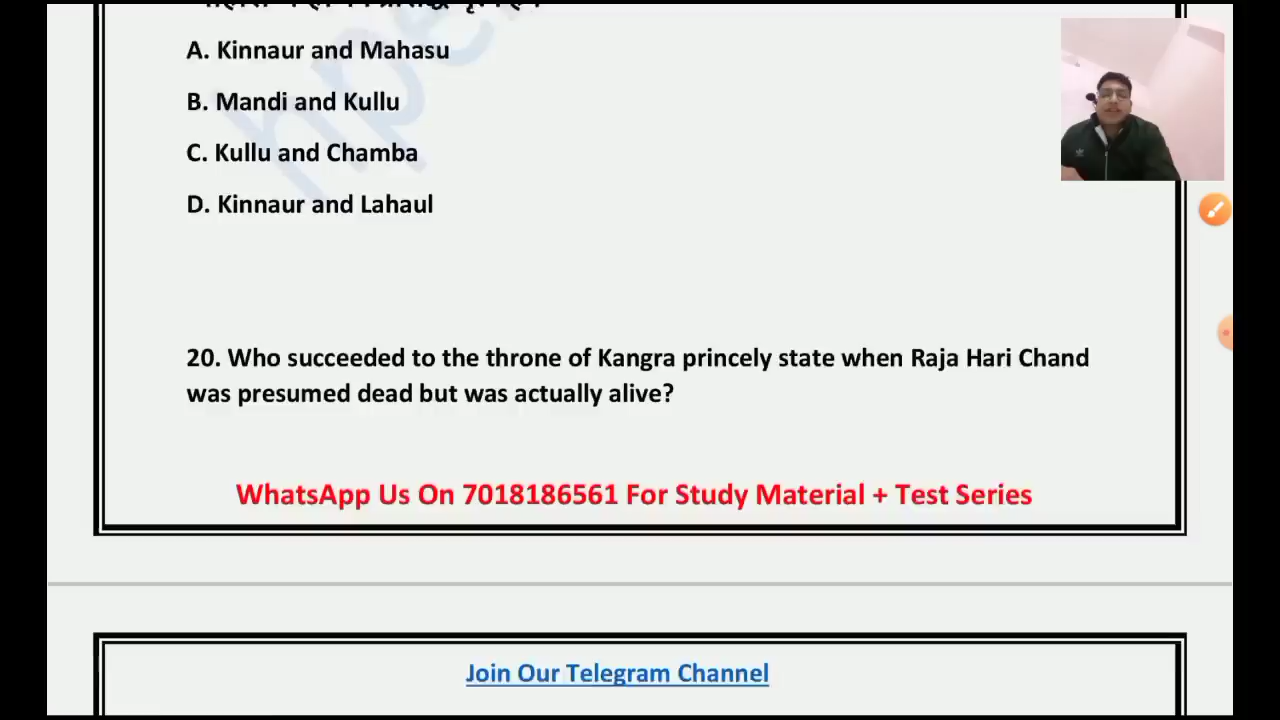 A. Kinnaur and Mahasu
B. Mandi and Kullu
C. Kullu and Chamba
D. Kinnaur and Lahaul
20. Who succeeded to the throne of Kangra princely state when Raja Hari Chand
was presumed dead but was actually alive?
WhatsApp Us On 7018186561 For Study Material + Test Series
Join Our Telegram Channel